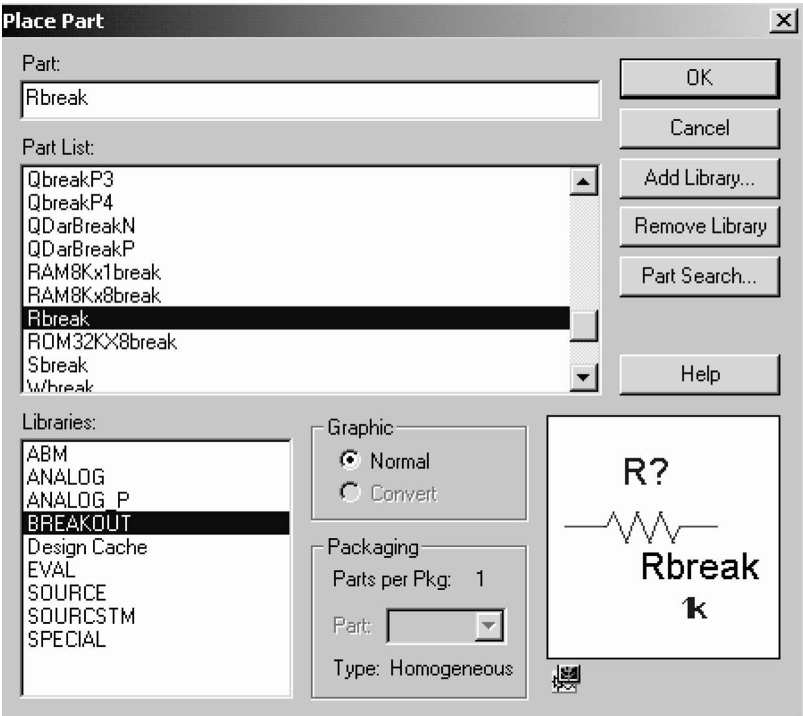 Place Part
Part:
Rbreak
OK
Cancel
Part List:
QbreakP3
QbreakP4
QDarBreakN
QDarBreakP
RAM8Kx1break
RAM8Kx8break
Rbreak
ROM32KX8break
Sbreak
Wbreak
Add Library...
Remove Library
Part Search...
Help
Libraries:
ABM
ANALOG
ANALOG_P
BREAKOUT
Design Cache
EVAL
SOURCE
SOURCSTM
SPECIAL
Graphic
Normal
Convert
Packaging
Parts per Pkg: 1
Part:
Type: Homogeneous
R?
Rbreak
1k